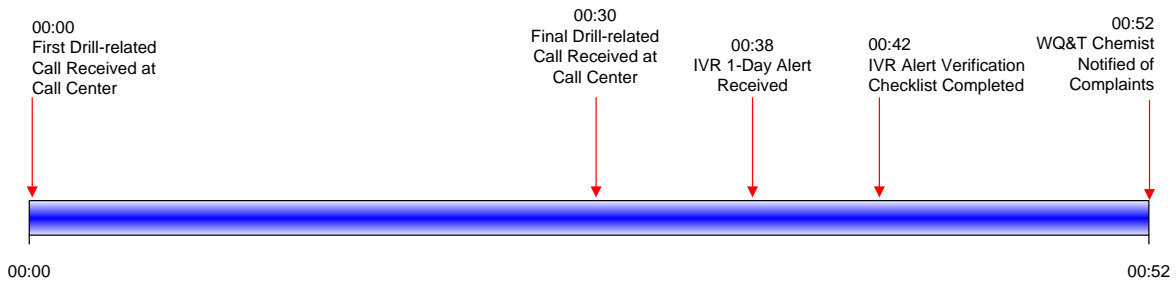 00:00
First Drill-related
Call Received at
Call Center
00:30
Final Drill-related
Call Received at
Call Center
00:38
IVR 1-Day Alert
Received
00:42
IVR Alert Verification
Checklist Completed
00:52
WQ&T Chemist
Notified of
Complaints
00:00
00:52